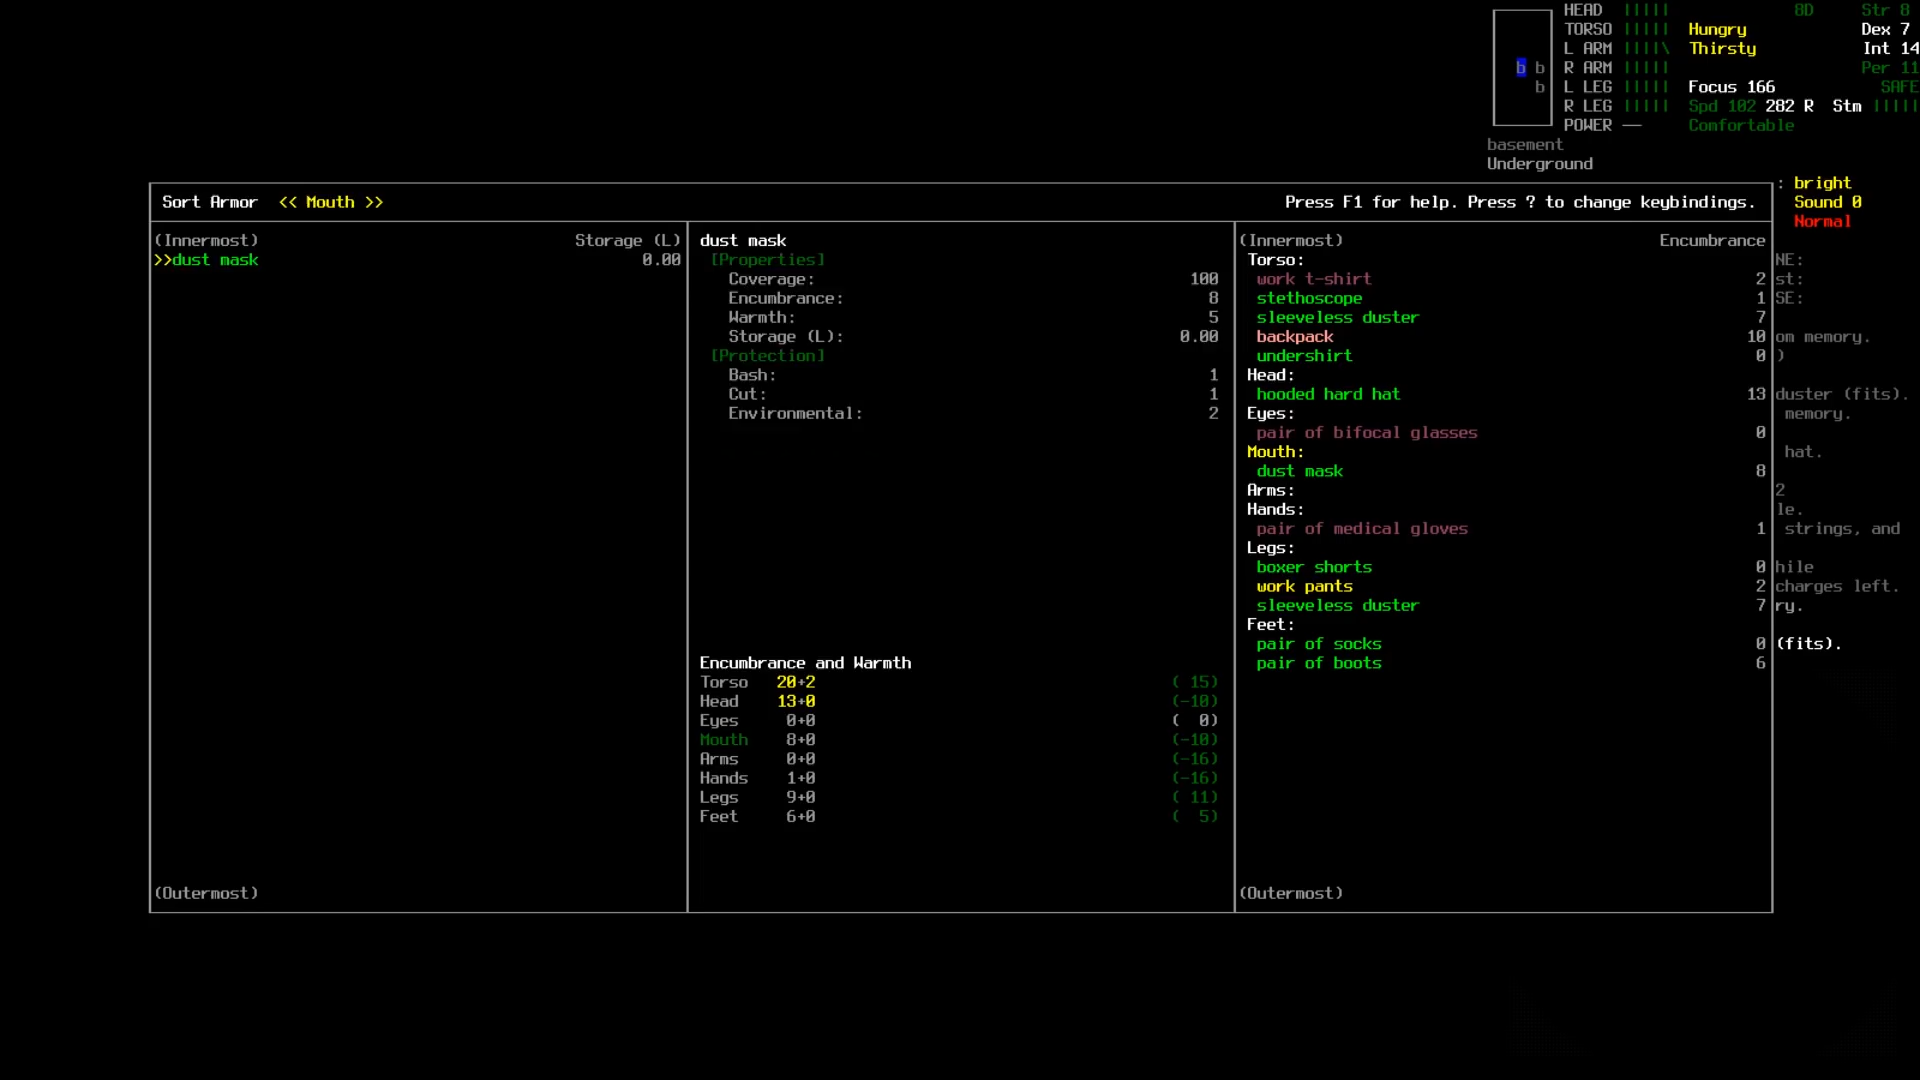 HEAD ||||| 8D Str 8
TORSO ||||| Hungry Dex 7
L ARM ||||\ Thirsty Int 14
b b R ARM ||||| Per 11
b L LEG ||||| Focus 166 SAFE
R LEG ||||| Spd 102 282 R Stm |||||
POWER -- Comfortable
basement
Underground
: bright
Sound 0
Normal
Sort Armor << Mouth >> Press F1 for help. Press ? to change keybindings.
(Innermost) Storage (L)
>>dust mask 0.00
(Outermost)
dust mask
[Properties]
Coverage: 100
Encumbrance: 8
Warmth: 5
Storage (L): 0.00
[Protection]
Bash: 1
Cut: 1
Environmental: 2
Encumbrance and Warmth
Torso 20+2 ( 15)
Head 13+0 (-10)
Eyes 0+0 ( 0)
Mouth 8+0 (-10)
Arms 0+0 (-16)
Hands 1+0 (-16)
Legs 9+0 ( 11)
Feet 6+0 ( 5)
(Innermost) Encumbrance
Torso:
work t-shirt 2
stethoscope 1
sleeveless duster 7
backpack 10
undershirt 0
Head:
hooded hard hat 13
Eyes:
pair of bifocal glasses 0
Mouth:
dust mask 8
Arms:
Hands:
pair of medical gloves 1
Legs:
boxer shorts 0
work pants 2
sleeveless duster 7
Feet:
pair of socks 0
pair of boots 6
(Outermost)
NE:
st:
SE:
om memory.
)
duster (fits).
memory.
hat.
2
le.
strings, and
hile
charges left.
ry.
(fits).